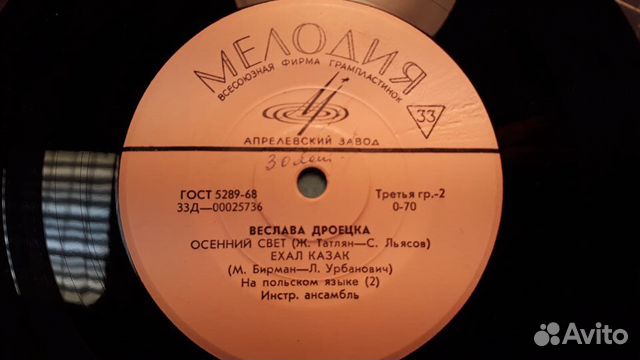 МЕЛОДИЯ
ВСЕСОЮЗНАЯ ФИРМА ГРАМПЛАСТИНОК
33
АПРЕЛЕВСКИЙ ЗАВОД
ГОСТ 5289-68
Третья гр.-2
33Д—00025736
0-70
ВЕСЛАВА ДРОЕЦКА
ОСЕННИЙ СВЕТ (Ж. Татлян—С. Льясов)
ЕХАЛ КАЗАК
(М. Бирман—Л. Урбанович)
На польском языке (2)
Инстр. ансамбль
Avito